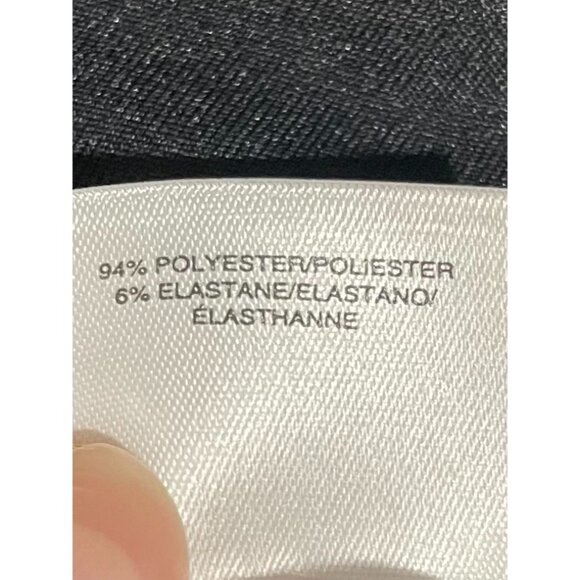 94% POLYESTER/POLIESTER
6% ELASTANE/ELASTANO/
ÉLASTHANNE